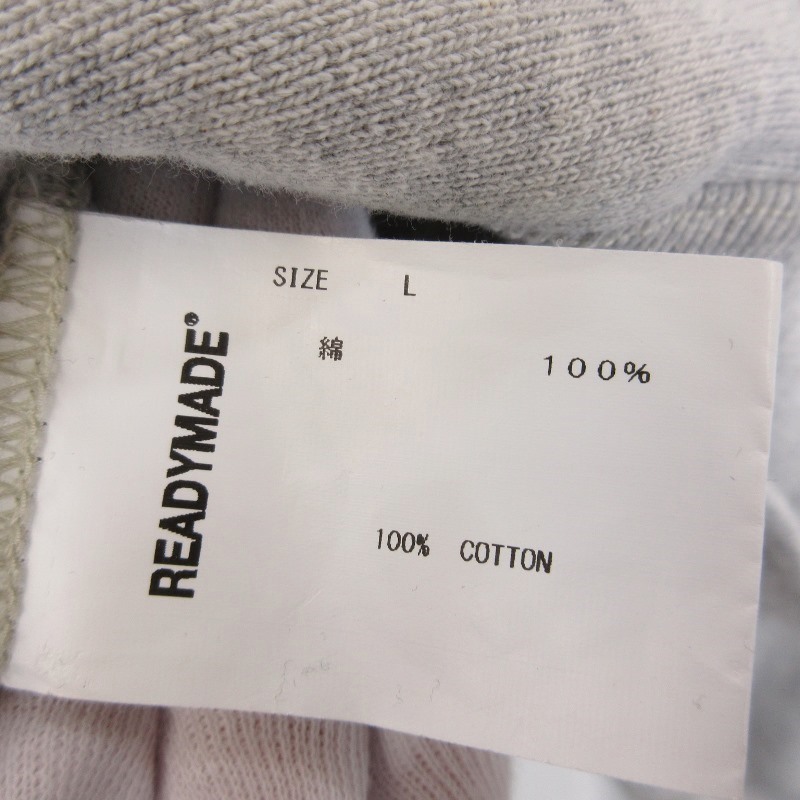 SIZE L
綿 100%
100% COTTON
READYMADE®